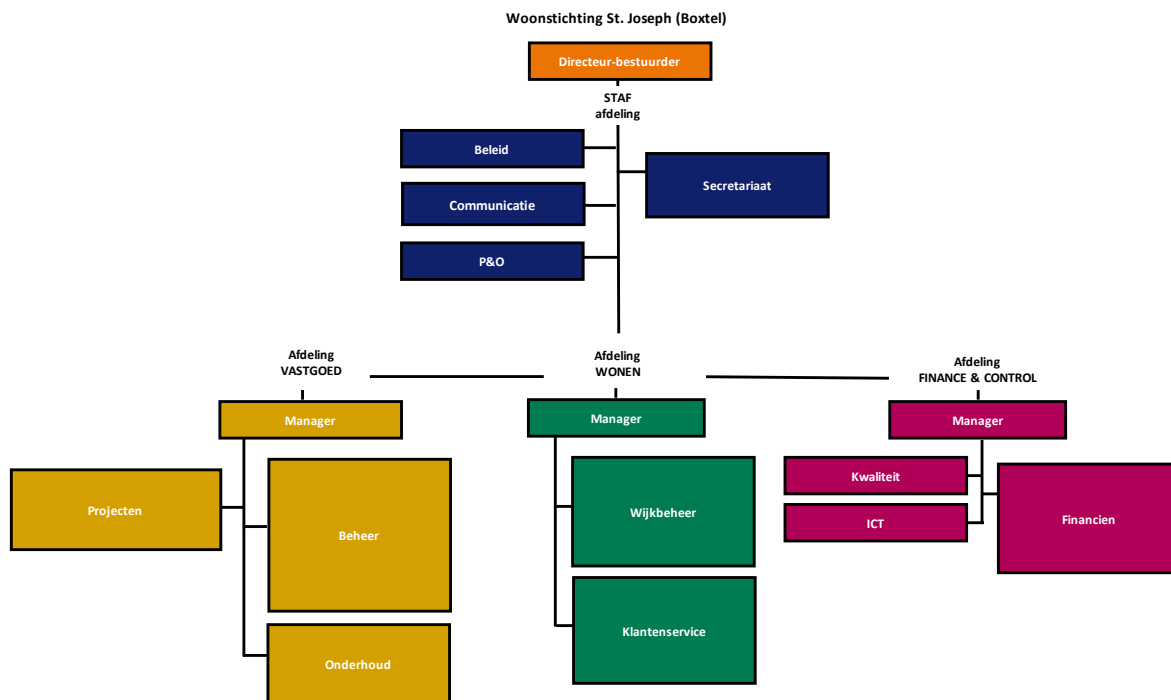 Woonstichting St. Joseph (Boxtel)
Directeur-bestuurder
STAF
afdeling
Beleid
Secretariaat
Communicatie
P&O
Afdeling
VASTGOED
Afdeling
WONEN
Afdeling
FINANCE & CONTROL
Manager
Manager
Manager
Projecten
Beheer
Onderhoud
Wijkbeheer
Klantenservice
Kwaliteit
ICT
Financien